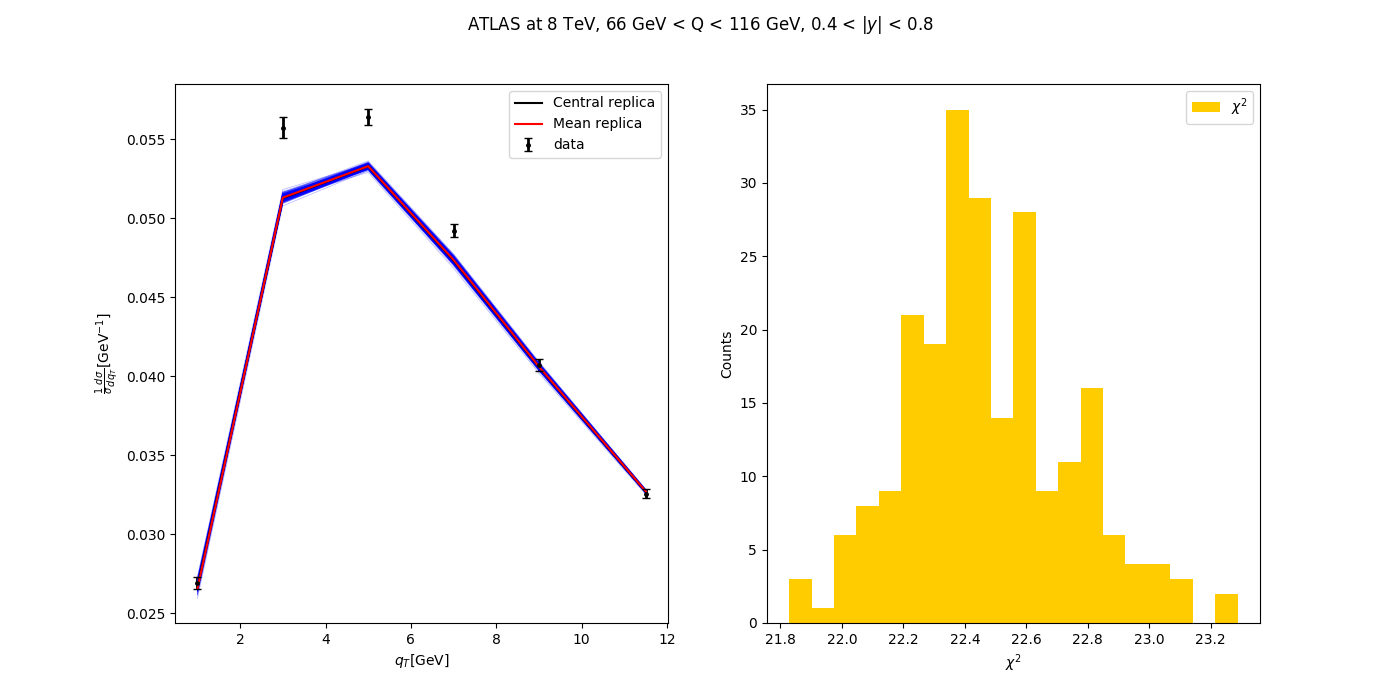 ATLAS at 8 TeV, 66 GeV < Q < 116 GeV, 0.4 < |y| < 0.8
Central replica
Mean replica
data
0.055
0.050
0.045
0.040
0.035
0.030
0.025
1/σ dσ/dq_T [GeV⁻¹]
2 4 6 8 10 12
q_T[GeV]
χ²
35
30
25
20
15
10
5
0
Counts
21.8 22.0 22.2 22.4 22.6 22.8 23.0 23.2
χ²